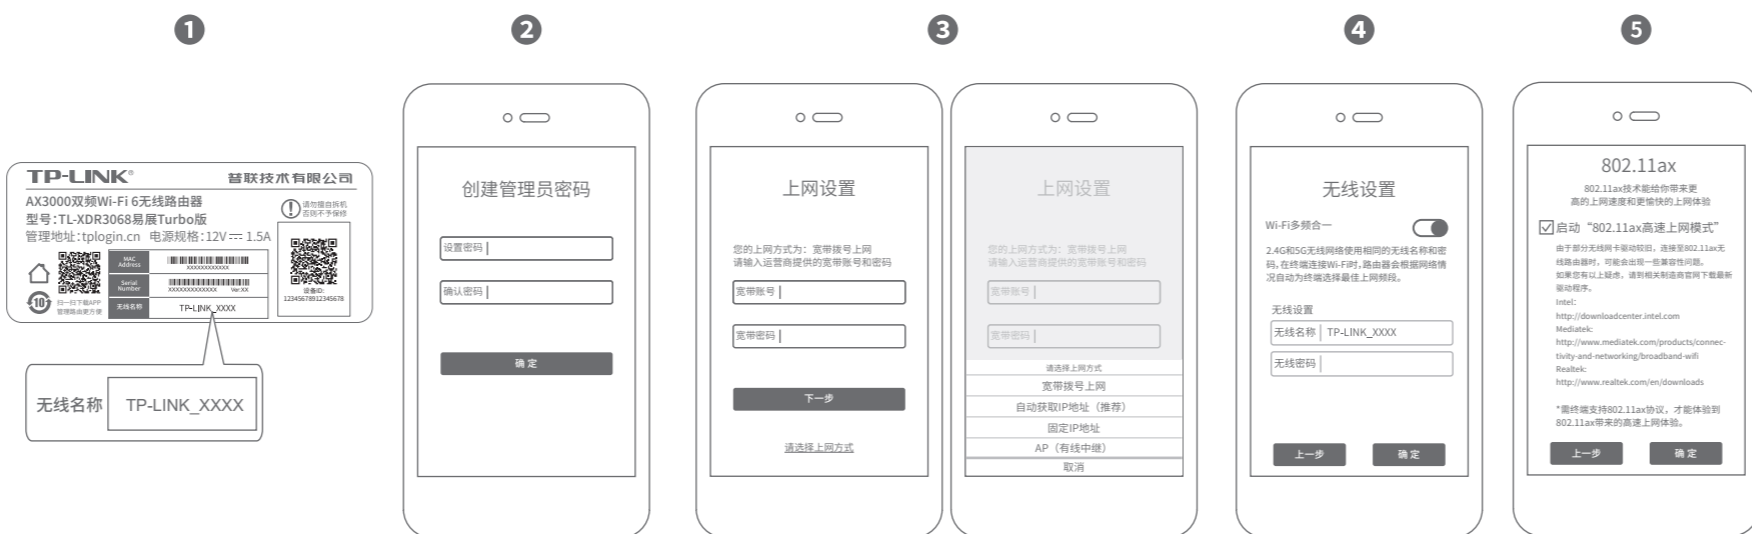 1
2
3
4
5
TP-LINK®
普联技术有限公司
AX3000双频Wi-Fi 6无线路由器
型号:TL-XDR3068易展Turbo版
管理地址:tplogin.cn 电源规格:12V⎓1.5A
请勿擅自拆机
否则不予保修
MAC
Address
XXXXXXXXXXXX
Serial
Number
XXXXXXXXXXXXX Ver:XX
无线名称
TP-LINK_XXXX
10
扫一扫下载APP
管理路由更方便
设备ID:
12345678912345678
无线名称 TP-LINK_XXXX
创建管理员密码
设置密码
确认密码
确 定
上网设置
您的上网方式为：宽带拨号上网
请输入运营商提供的宽带账号和密码
宽带账号
宽带密码
下一步
请选择上网方式
上网设置
您的上网方式为：宽带拨号上网
请输入运营商提供的宽带账号和密码
宽带账号
宽带密码
请选择上网方式
宽带拨号上网
自动获取IP地址（推荐）
固定IP地址
AP（有线中继）
取消
无线设置
Wi-Fi多频合一
2.4G和5G无线网络使用相同的无线名称和密
码,在终端连接Wi-Fi时,路由器会根据网络情
况自动为终端选择最佳上网频段。
无线设置
无线名称 TP-LINK_XXXX
无线密码
上一步 确 定
802.11ax
802.11ax技术能给你带来更
高的上网速度和更愉快的上网体验
启动“802.11ax高速上网模式”
由于部分无线网卡驱动较旧，连接至802.11ax无
线路由器时，可能会出现一些兼容性问题。
如果您有以上疑虑，请到相关制造商官网下载最新
驱动程序。
Intel:
http://downloadcenter.intel.com
Mediatek:
http://www.mediatek.com/products/connec-
tivity-and-networking/broadband-wifi
Realtek:
http://www.realtek.com/en/downloads
*需终端支持802.11ax协议，才能体验到
802.11ax带来的高速上网体验。
上一步 确 定